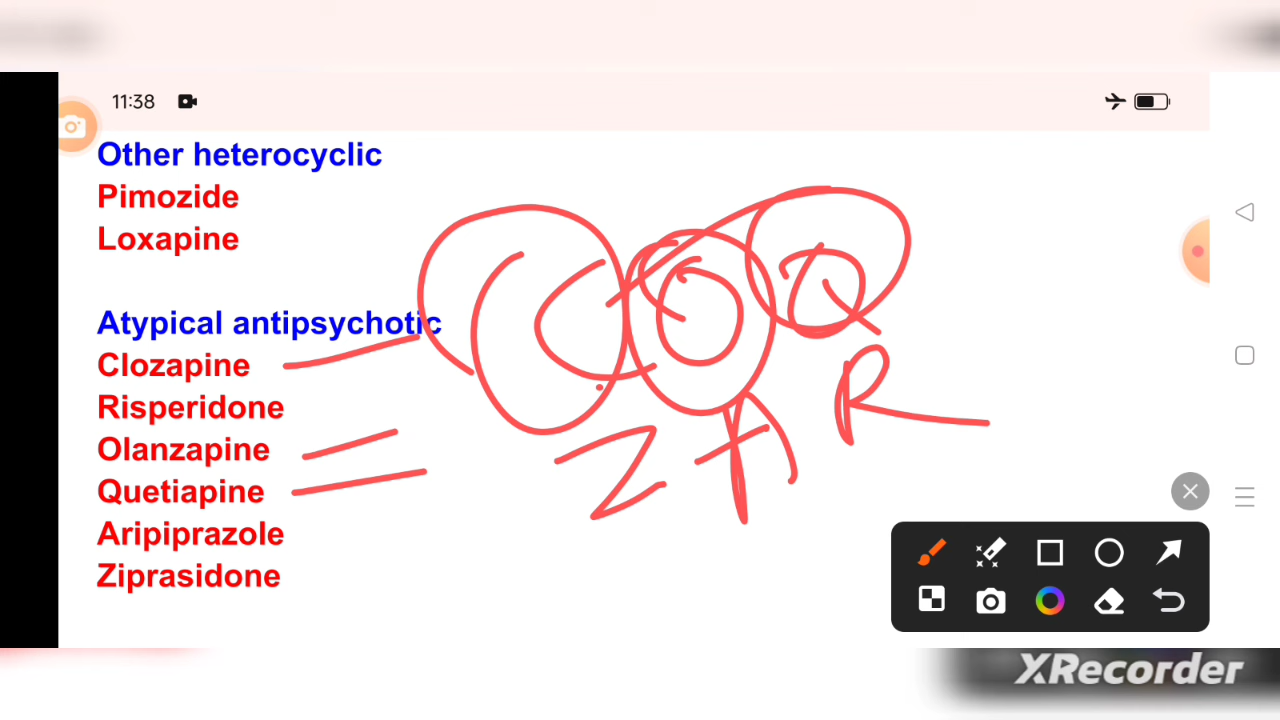 11:38
Other heterocyclic
Pimozide
Loxapine
Atypical antipsychotic
Clozapine
Risperidone
Olanzapine
Quetiapine
Aripiprazole
Ziprasidone
C O Q
Z A R
XRecorder